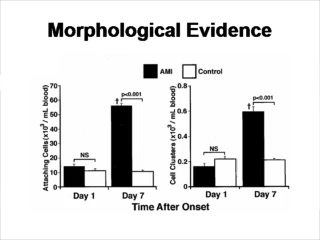 Morphological Evidence
AMI Control
Attaching Cells (x10³ / mL blood)
70
60
50
40
30
20
10
0
NS
†
p<0.001
Day 1 Day 7
Cell Clusters (x10³ / mL blood)
0.8
0.6
0.4
0.2
0
NS
†
p<0.001
Day 1 Day 7
Time After Onset